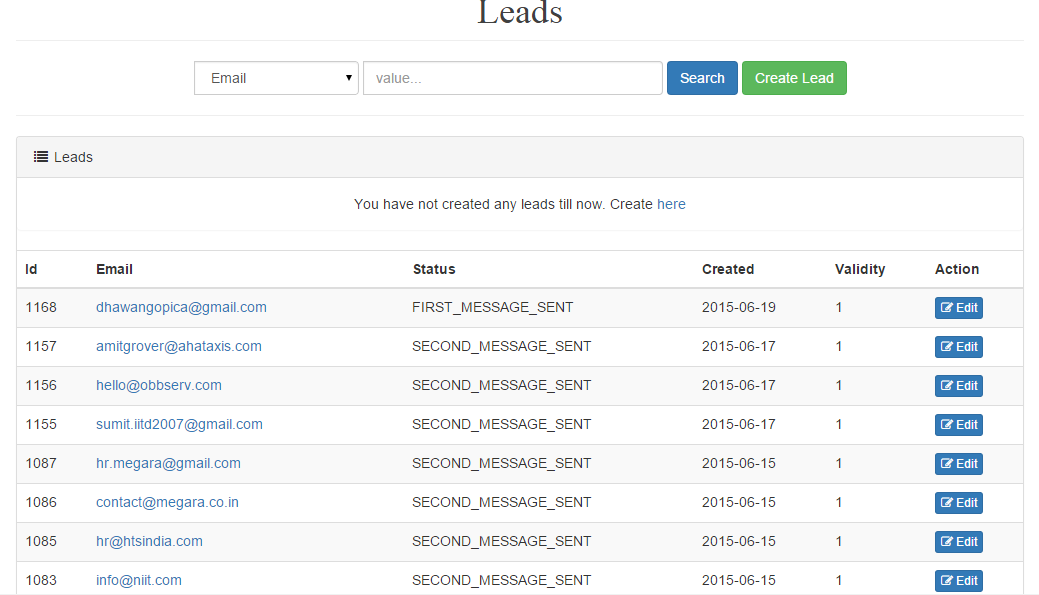 Leads
Email value... Search Create Lead
Leads
You have not created any leads till now. Create here
Id Email Status Created Validity Action
1168 dhawangopica@gmail.com FIRST_MESSAGE_SENT 2015-06-19 1 Edit
1157 amitgrover@ahataxis.com SECOND_MESSAGE_SENT 2015-06-17 1 Edit
1156 hello@obbserv.com SECOND_MESSAGE_SENT 2015-06-17 1 Edit
1155 sumit.iitd2007@gmail.com SECOND_MESSAGE_SENT 2015-06-17 1 Edit
1087 hr.megara@gmail.com SECOND_MESSAGE_SENT 2015-06-15 1 Edit
1086 contact@megara.co.in SECOND_MESSAGE_SENT 2015-06-15 1 Edit
1085 hr@htsindia.com SECOND_MESSAGE_SENT 2015-06-15 1 Edit
1083 info@niit.com SECOND_MESSAGE_SENT 2015-06-15 1 Edit